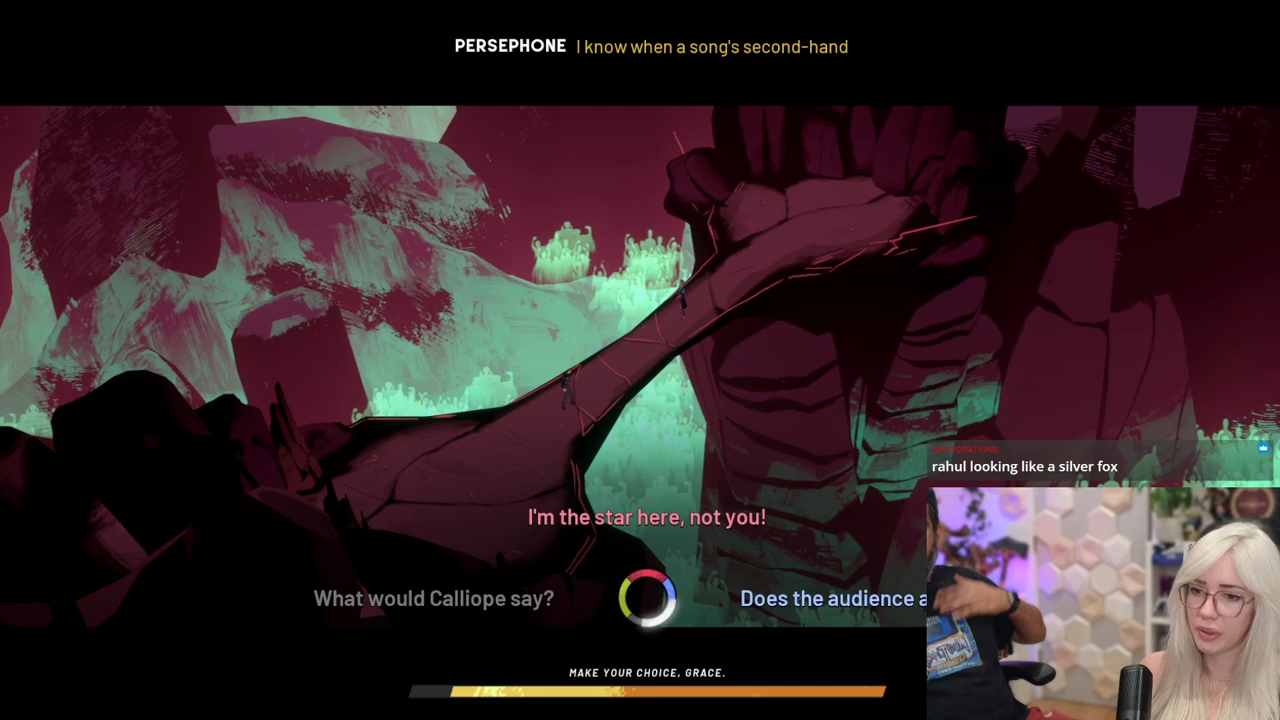 PERSEPHONE I know when a song's second-hand
rahul looking like a silver fox
I'm the star here, not you!
What would Calliope say?
Does the audience a
MAKE YOUR CHOICE, GRACE.